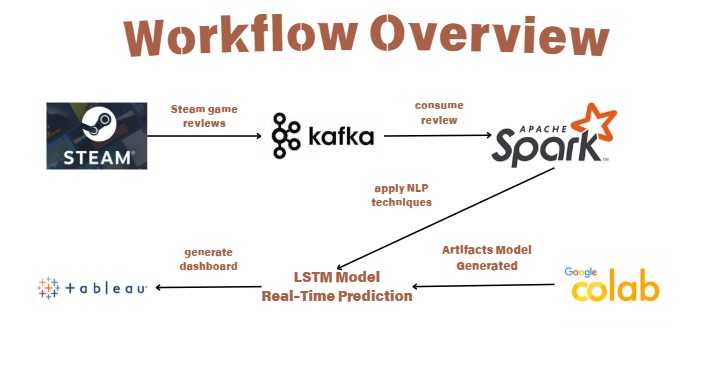 Workflow Overview
Steam game
reviews
consume
review
STEAM®
kafka
APACHE
Spark™
apply NLP
techniques
generate
dashboard
Artifacts Model
Generated
+ableau
LSTM Model
Real-Time Prediction
Google
colab